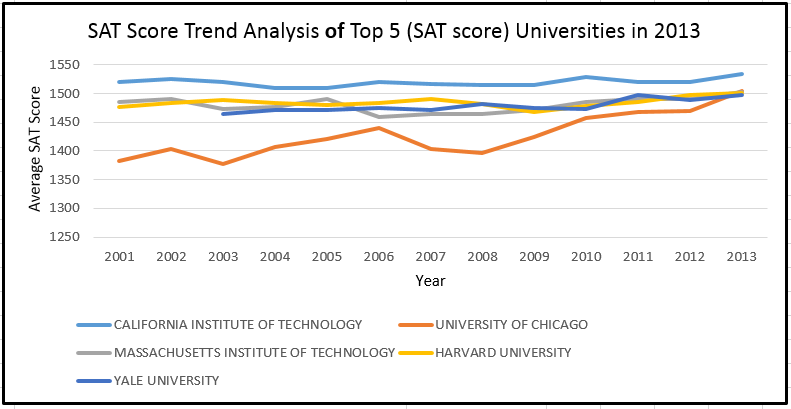 SAT Score Trend Analysis of Top 5 (SAT score) Universities in 2013
1550
1500
1450
1400
1350
1300
1250
Average SAT Score
2001 2002 2003 2004 2005 2006 2007 2008 2009 2010 2011 2012 2013
Year
CALIFORNIA INSTITUTE OF TECHNOLOGY UNIVERSITY OF CHICAGO
MASSACHUSETTS INSTITUTE OF TECHNOLOGY HARVARD UNIVERSITY
YALE UNIVERSITY